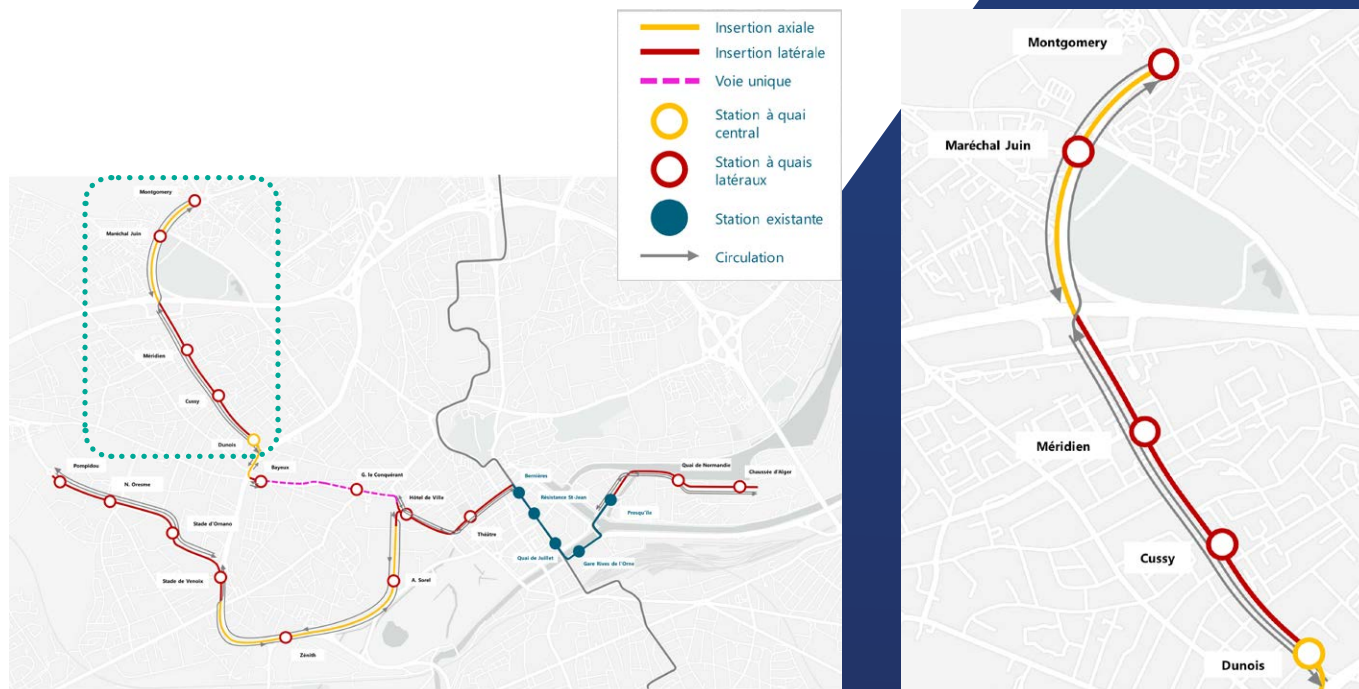 Insertion axiale
Insertion latérale
Voie unique
Station à quai
central
Station à quais
latéraux
Station existante
Circulation
Montgomery
Maréchal Juin
Méridien
Cussy
Dunois
Bayeux
Pompidou
N. Oresme
Stade d'Ornano
Stade de Venoix
Zénith
A. Sorel
G. le Conquérant
Hôtel de Ville
Théâtre
Bernières
Résistance St-Jean
Quai de Juillet
Gare Rives de l'Orne
Presqu'île
Quai de Normandie
Chaussée d'Alger
Montgomery
Maréchal Juin
Méridien
Cussy
Dunois